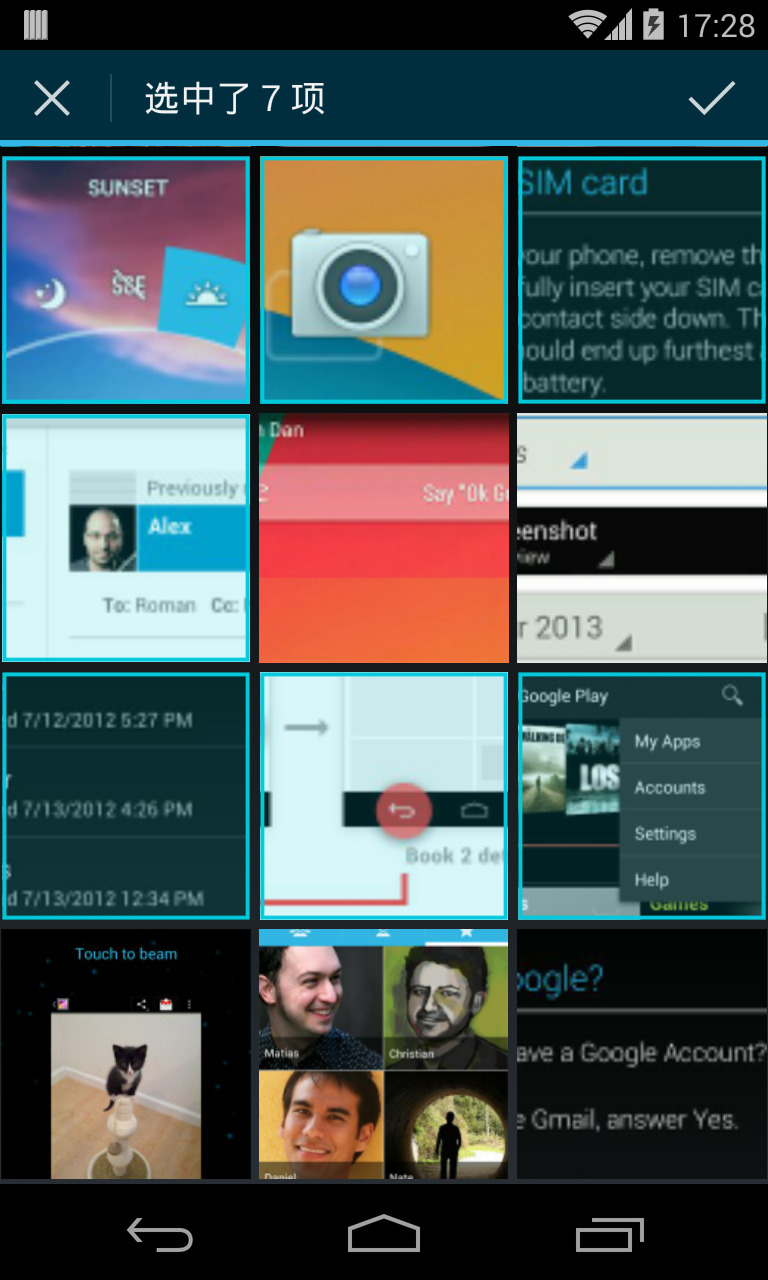 17:28
选中了 7 项
SUNSET
SIM card
your phone, remove th
fully insert your SIM c
contact side down. Th
ould end up furthest
battery.
Previously
Alex
To: Roman Cc:
Dan
Say "Ok G
s
eenshot
view
r 2013
d 7/12/2012 5:27 PM
r
d 7/13/2012 4:26 PM
s
d 7/13/2012 12:34 PM
Book 2 de
Google Play
My Apps
Accounts
Settings
Help
LOS
s
Games
Touch to beam
Matias
Christian
Daniel
Nate
oogle?
ave a Google Account?
e Gmail, answer Yes.